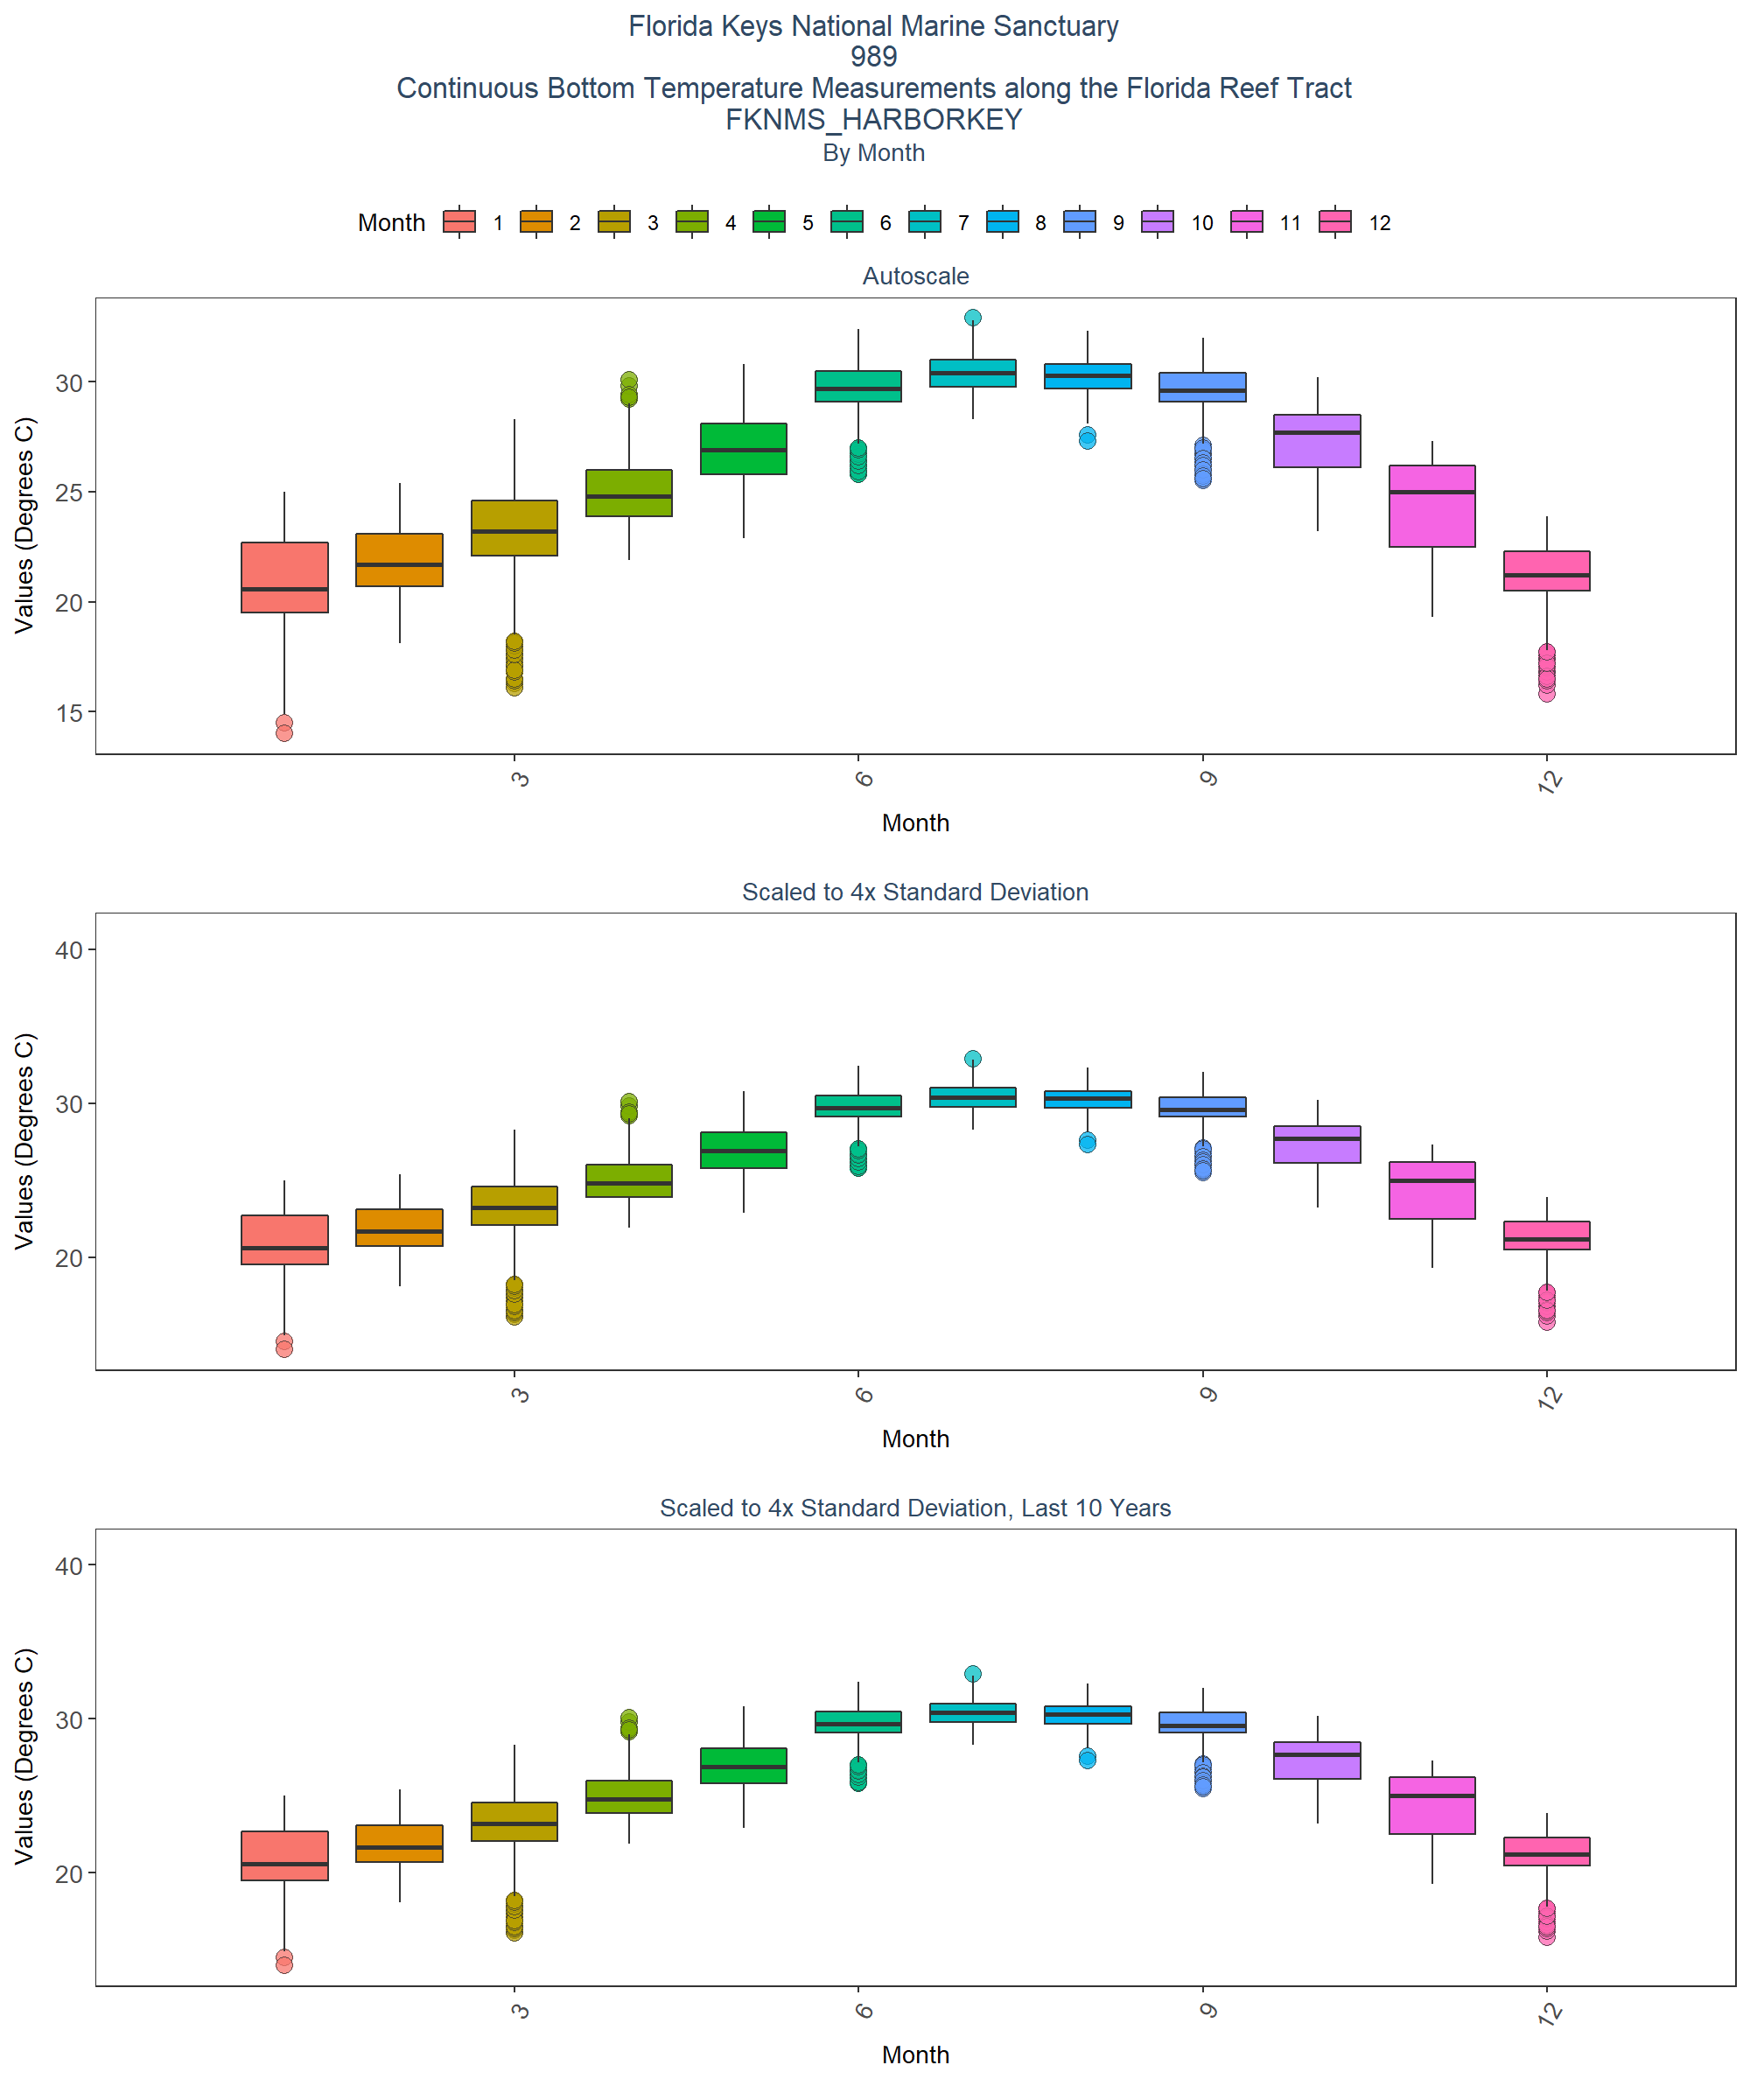 Florida Keys National Marine Sanctuary
989
Continuous Bottom Temperature Measurements along the Florida Reef Tract
FKNMS_HARBORKEY
By Month
Month 1 2 3 4 5 6 7 8 9 10 11 12
Autoscale
Values (Degrees C)
30
25
20
15
3 6 9 12
Month
Scaled to 4x Standard Deviation
Values (Degrees C)
40
30
20
3 6 9 12
Month
Scaled to 4x Standard Deviation, Last 10 Years
Values (Degrees C)
40
30
20
3 6 9 12
Month